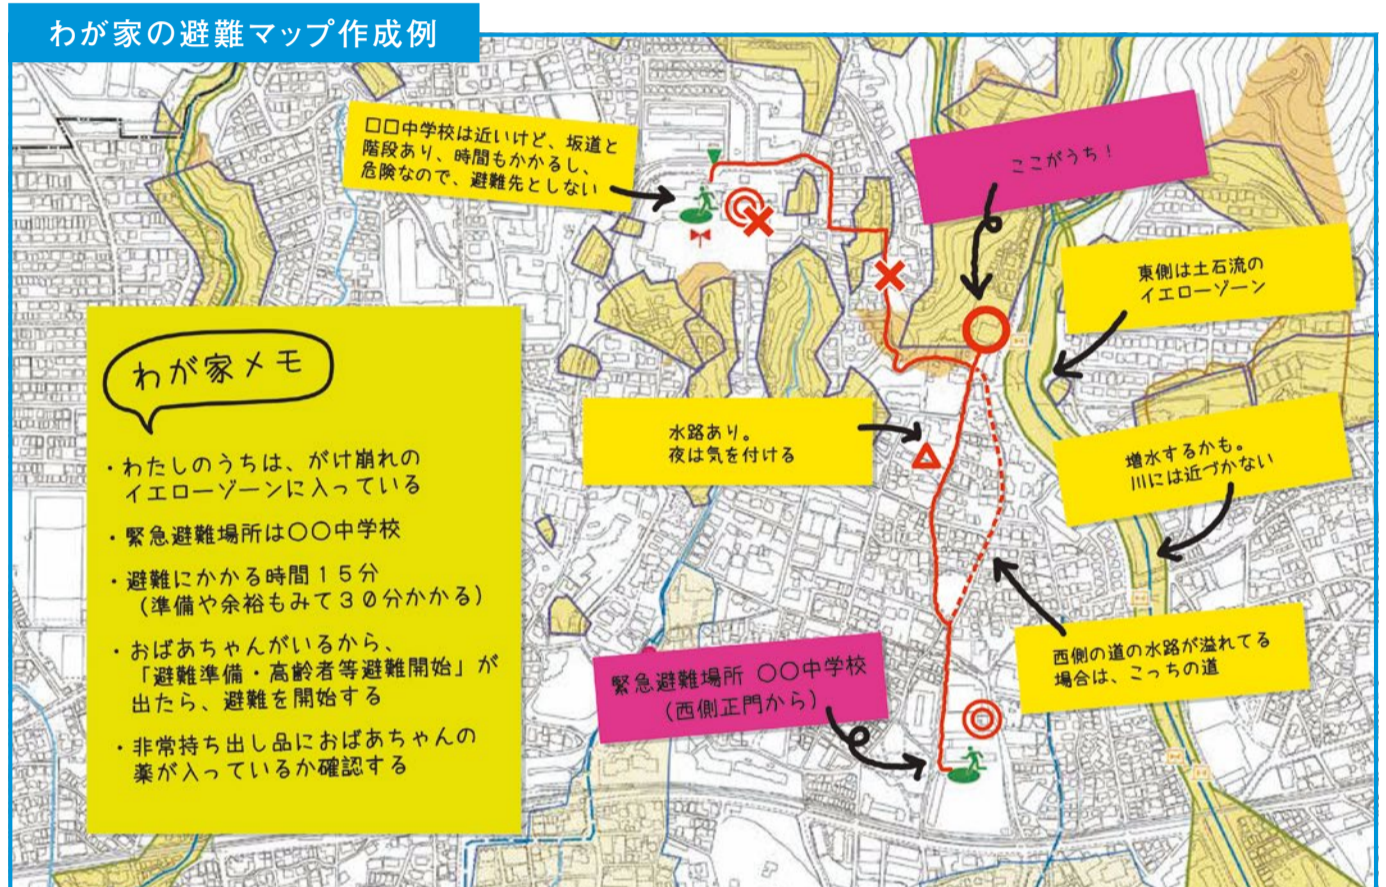 わが家の避難マップ作成例
□□中学校は近いけど、坂道と
階段あり、時間もかかるし、
危険なので、避難先としない
ここがうち！
東側は土石流の
イエローゾーン
わが家メモ
・わたしのうちは、がけ崩れの
イエローゾーンに入っている
・緊急避難場所は〇〇中学校
・避難にかかる時間１５分
（準備や余裕もみて３０分かかる）
・おばあちゃんがいるから、
「避難準備・高齢者等避難開始」が
出たら、避難を開始する
・非常持ち出し品におばあちゃんの
薬が入っているか確認する
水路あり。
夜は気を付ける
増水するかも。
川には近づかない
西側の道の水路が溢れてる
場合は、こっちの道
緊急避難場所 〇〇中学校
（西側正門から）